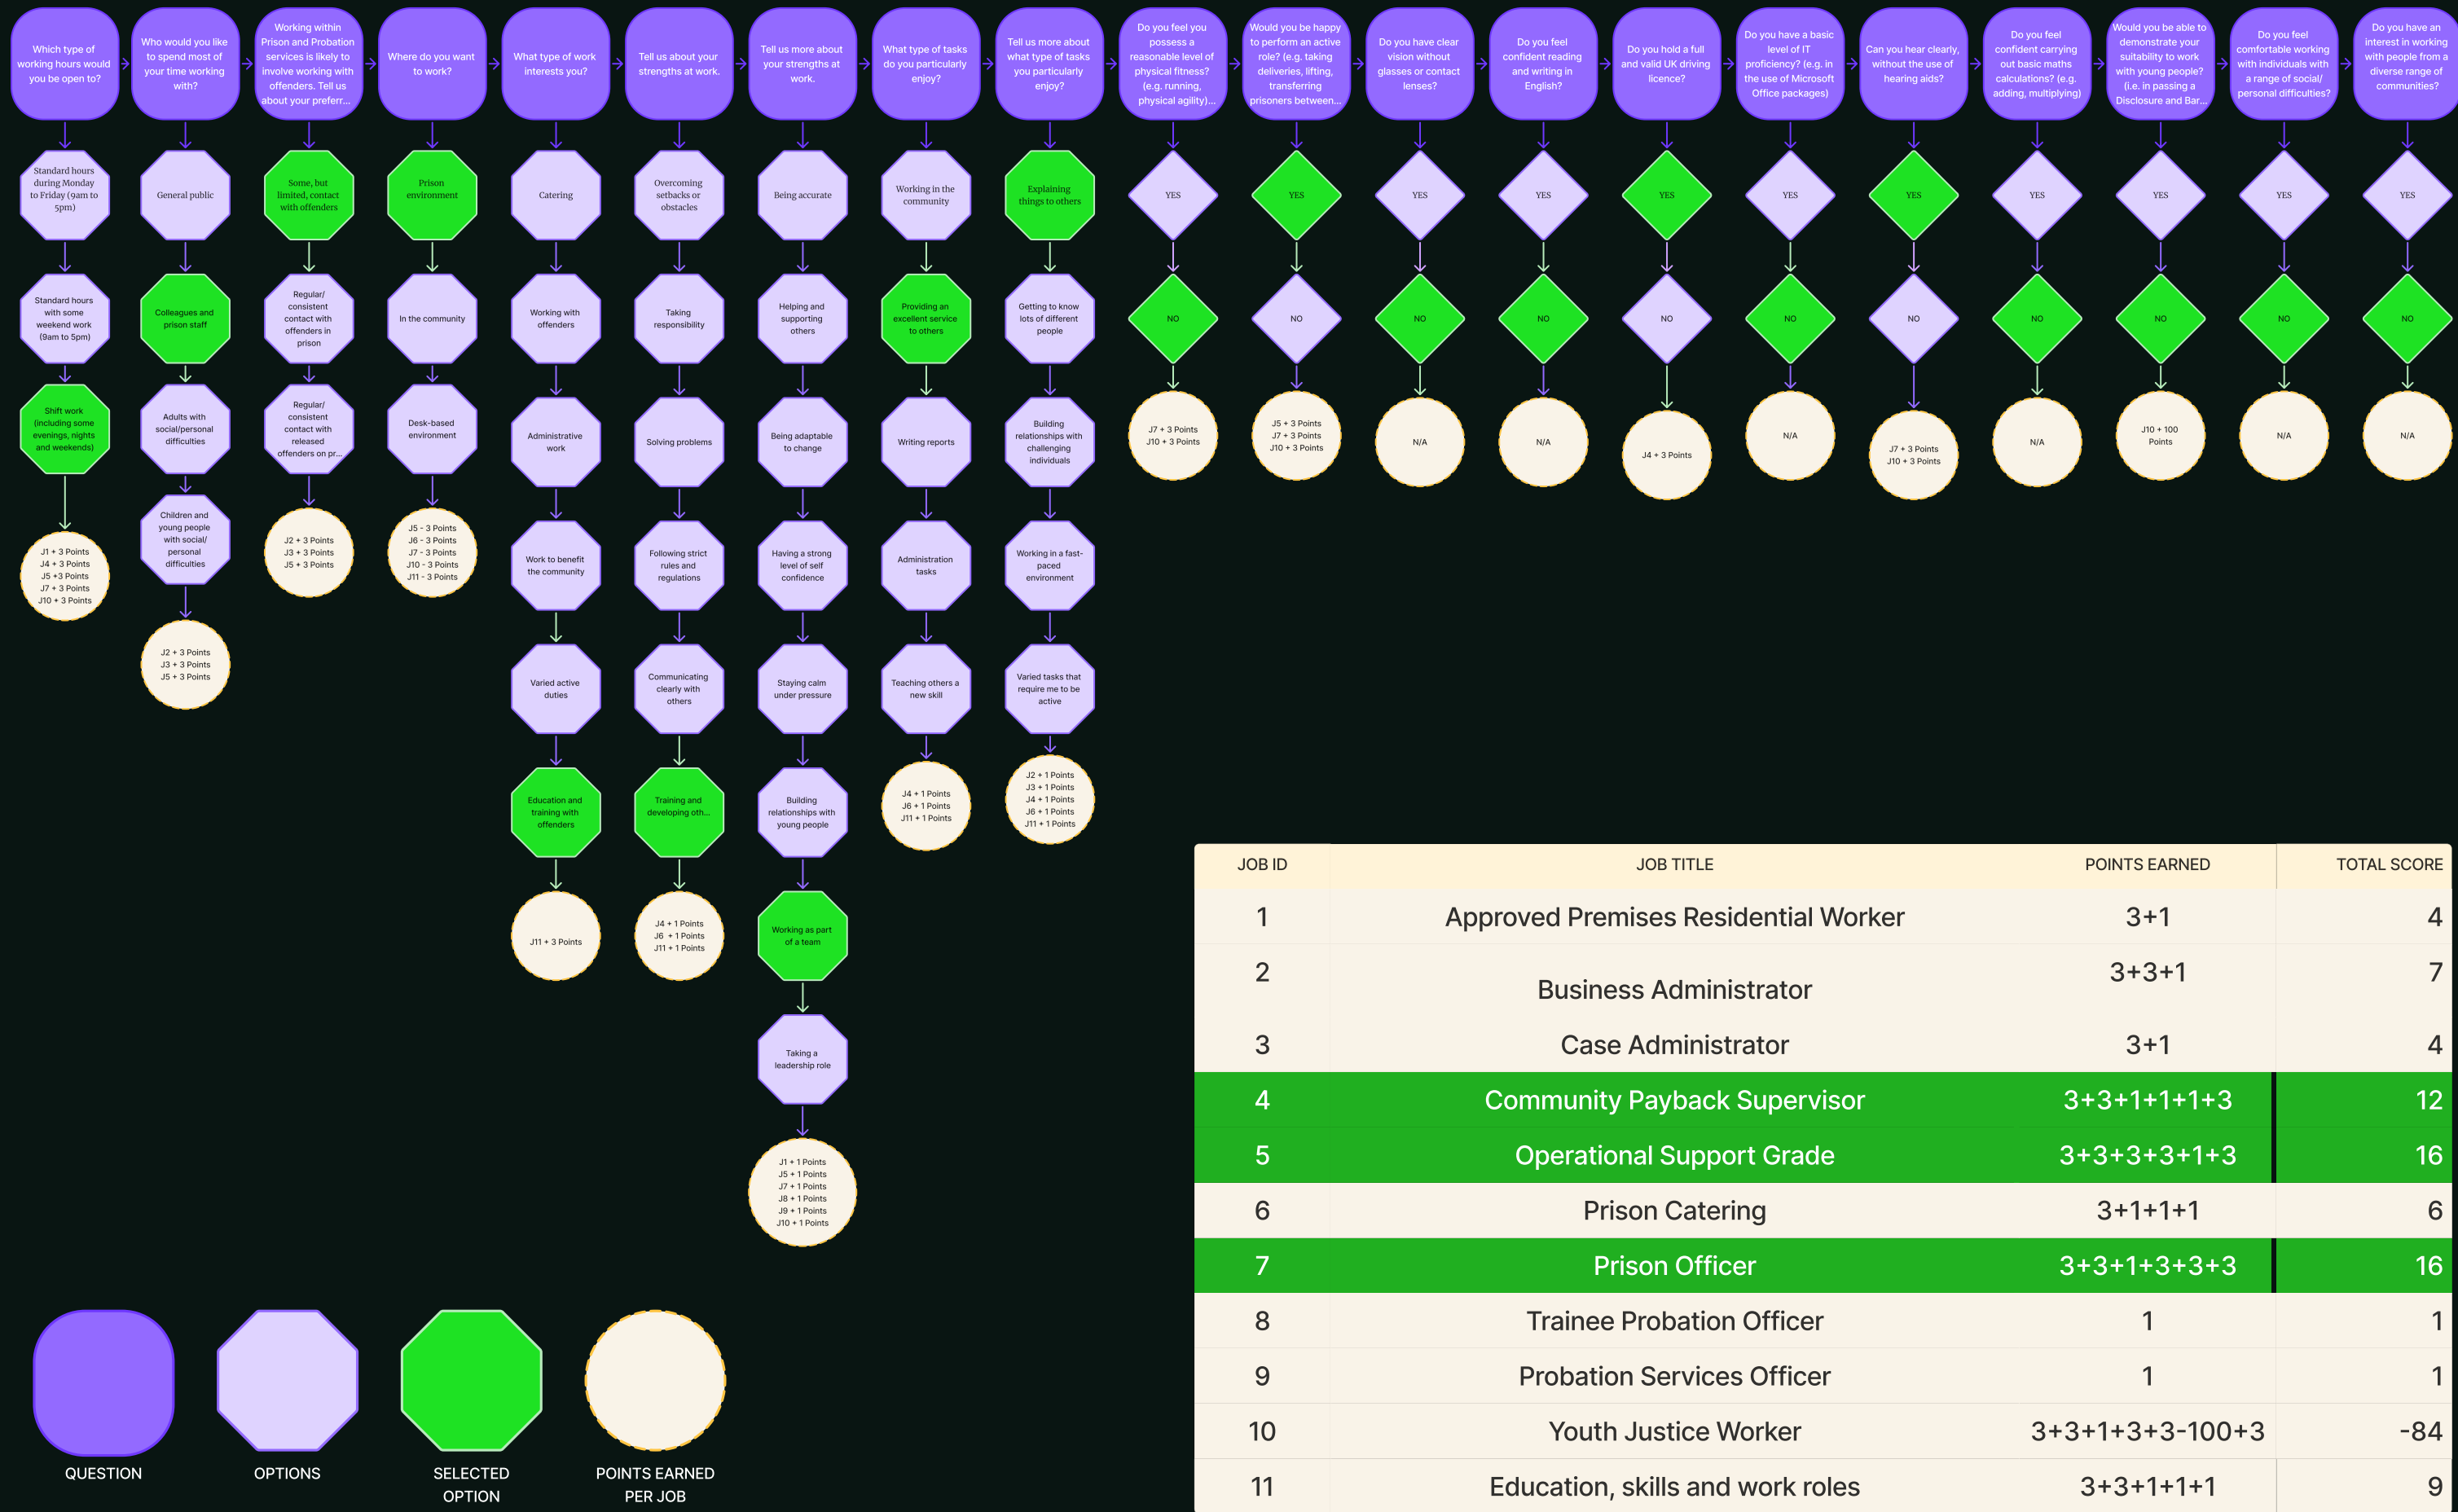 Which type of
working hours would
you be open to?
Who would you like
to spend most of
your time working
with?
Working within
Prison and Probation
services is likely to
involve working with
offenders. Tell us
about your preferr...
Where do you want
to work?
What type of work
interests you?
Tell us about your
strengths at work.
Tell us more about
your strengths at
work.
What type of tasks
do you particularly
enjoy?
Tell us more about
what type of tasks
you particularly
enjoy?
Do you feel you
possess a
reasonable level of
physical fitness?
(e.g. running,
physical agility)...
Would you be happy
to perform an active
role? (e.g. taking
deliveries, lifting,
transferring
prisoners between...
Do you have clear
vision without
glasses or contact
lenses?
Do you feel
confident reading
and writing in
English?
Do you hold a full
and valid UK driving
licence?
Do you have a basic
level of IT
proficiency? (e.g. in
the use of Microsoft
Office packages)
Can you hear clearly,
without the use of
hearing aids?
Do you feel
confident carrying
out basic maths
calculations? (e.g.
adding, multiplying)
Would you be able to
demonstrate your
suitability to work
with young people?
(i.e. in passing a
Disclosure and Bar...
Do you feel
comfortable working
with individuals with
a range of social/
personal difficulties?
Do you have an
interest in working
with people from a
diverse range of
communities?
Standard hours
during Monday
to Friday (9am to
5pm)
Standard hours
with some
weekend work
(9am to 5pm)
Shift work
(including some
evenings, nights
and weekends)
J1 + 3 Points
J4 + 3 Points
J5 +3 Points
J7 + 3 Points
J10 + 3 Points
General public
Colleagues and
prison staff
Adults with
social/personal
difficulties
Children and
young people
with social/
personal
difficulties
J2 + 3 Points
J3 + 3 Points
J5 + 3 Points
Some, but
limited, contact
with offenders
Regular/
consistent
contact with
offenders in
prison
Regular/
consistent
contact with
released
offenders on pr...
J2 + 3 Points
J3 + 3 Points
J5 + 3 Points
Prison
environment
In the community
Desk-based
environment
J5 - 3 Points
J6 - 3 Points
J7 - 3 Points
J10 - 3 Points
J11 - 3 Points
Catering
Working with
offenders
Administrative
work
Work to benefit
the community
Varied active
duties
Education and
training with
offenders
J11 + 3 Points
Overcoming
setbacks or
obstacles
Taking
responsibility
Solving problems
Following strict
rules and
regulations
Communicating
clearly with
others
Training and
developing oth...
J4 + 1 Points
J6 + 1 Points
J11 + 1 Points
Being accurate
Helping and
supporting
others
Being adaptable
to change
Having a strong
level of self
confidence
Staying calm
under pressure
Building
relationships with
young people
Working as part
of a team
Taking a
leadership role
J1 + 1 Points
J5 + 1 Points
J7 + 1 Points
J8 + 1 Points
J9 + 1 Points
J10 + 1 Points
Working in the
community
Providing an
excellent service
to others
Writing reports
Administration
tasks
Teaching others a
new skill
J4 + 1 Points
J6 + 1 Points
J11 + 1 Points
Explaining
things to others
Getting to know
lots of different
people
Building
relationships with
challenging
individuals
Working in a fast-
paced
environment
Varied tasks that
require me to be
active
J2 + 1 Points
J3 + 1 Points
J4 + 1 Points
J6 + 1 Points
J11 + 1 Points
YES
NO
J7 + 3 Points
J10 + 3 Points
YES
NO
J5 + 3 Points
J7 + 3 Points
J10 + 3 Points
YES
NO
N/A
YES
NO
N/A
YES
NO
J4 + 3 Points
YES
NO
N/A
YES
NO
J7 + 3 Points
J10 + 3 Points
YES
NO
N/A
YES
NO
J10 + 100
Points
YES
NO
N/A
YES
NO
N/A
JOB ID JOB TITLE POINTS EARNED TOTAL SCORE
1 Approved Premises Residential Worker 3+1 4
2 Business Administrator 3+3+1 7
3 Case Administrator 3+1 4
4 Community Payback Supervisor 3+3+1+1+1+3 12
5 Operational Support Grade 3+3+3+3+1+3 16
6 Prison Catering 3+1+1+1 6
7 Prison Officer 3+3+1+3+3+3 16
8 Trainee Probation Officer 1 1
9 Probation Services Officer 1 1
10 Youth Justice Worker 3+3+1+3+3-100+3 -84
11 Education, skills and work roles 3+3+1+1+1 9
QUESTION
OPTIONS
SELECTED
OPTION
POINTS EARNED
PER JOB